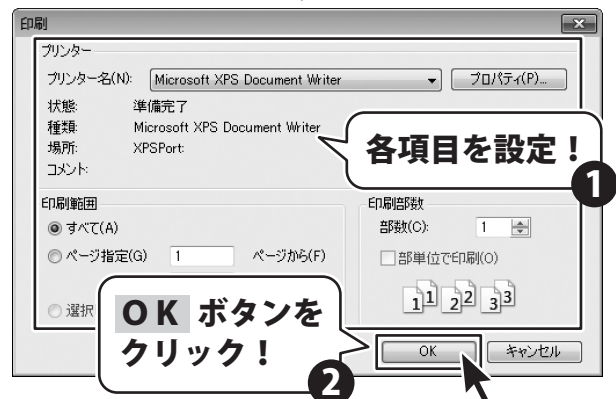 印刷
プリンター
プリンター名(N): Microsoft XPS Document Writer プロパティ(P)...
状態: 準備完了
種類: Microsoft XPS Document Writer
場所: XPSPort:
コメント:
各項目を設定！
1
印刷範囲
すべて(A)
ページ指定(G) 1 ページから(F)
選択
印刷部数
部数(C): 1
部単位で印刷(O)
1 1 2 2 3 3
OK ボタンを
クリック！
2
OK キャンセル